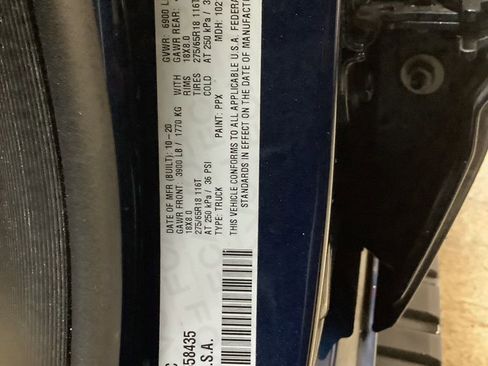 DATE OF MFR (BUILT): 10-20 GVWR: 6900 L
GAWR FRONT: 3900 LB / 1770 KG WITH GAWR REAR:
18X8.0 RIMS 18X8.0
275/65R18 116T TIRES 275/65R18 116T
AT 250 kPa / 36 PSI COLD AT 250 kPa / 3
TYPE: TRUCK PAINT: PPX MDH: 102
THIS VEHICLE CONFORMS TO ALL APPLICABLE U.S.A. FEDERA
STANDARDS IN EFFECT ON THE DATE OF MANUFACTUR
C
58435
.S.A.